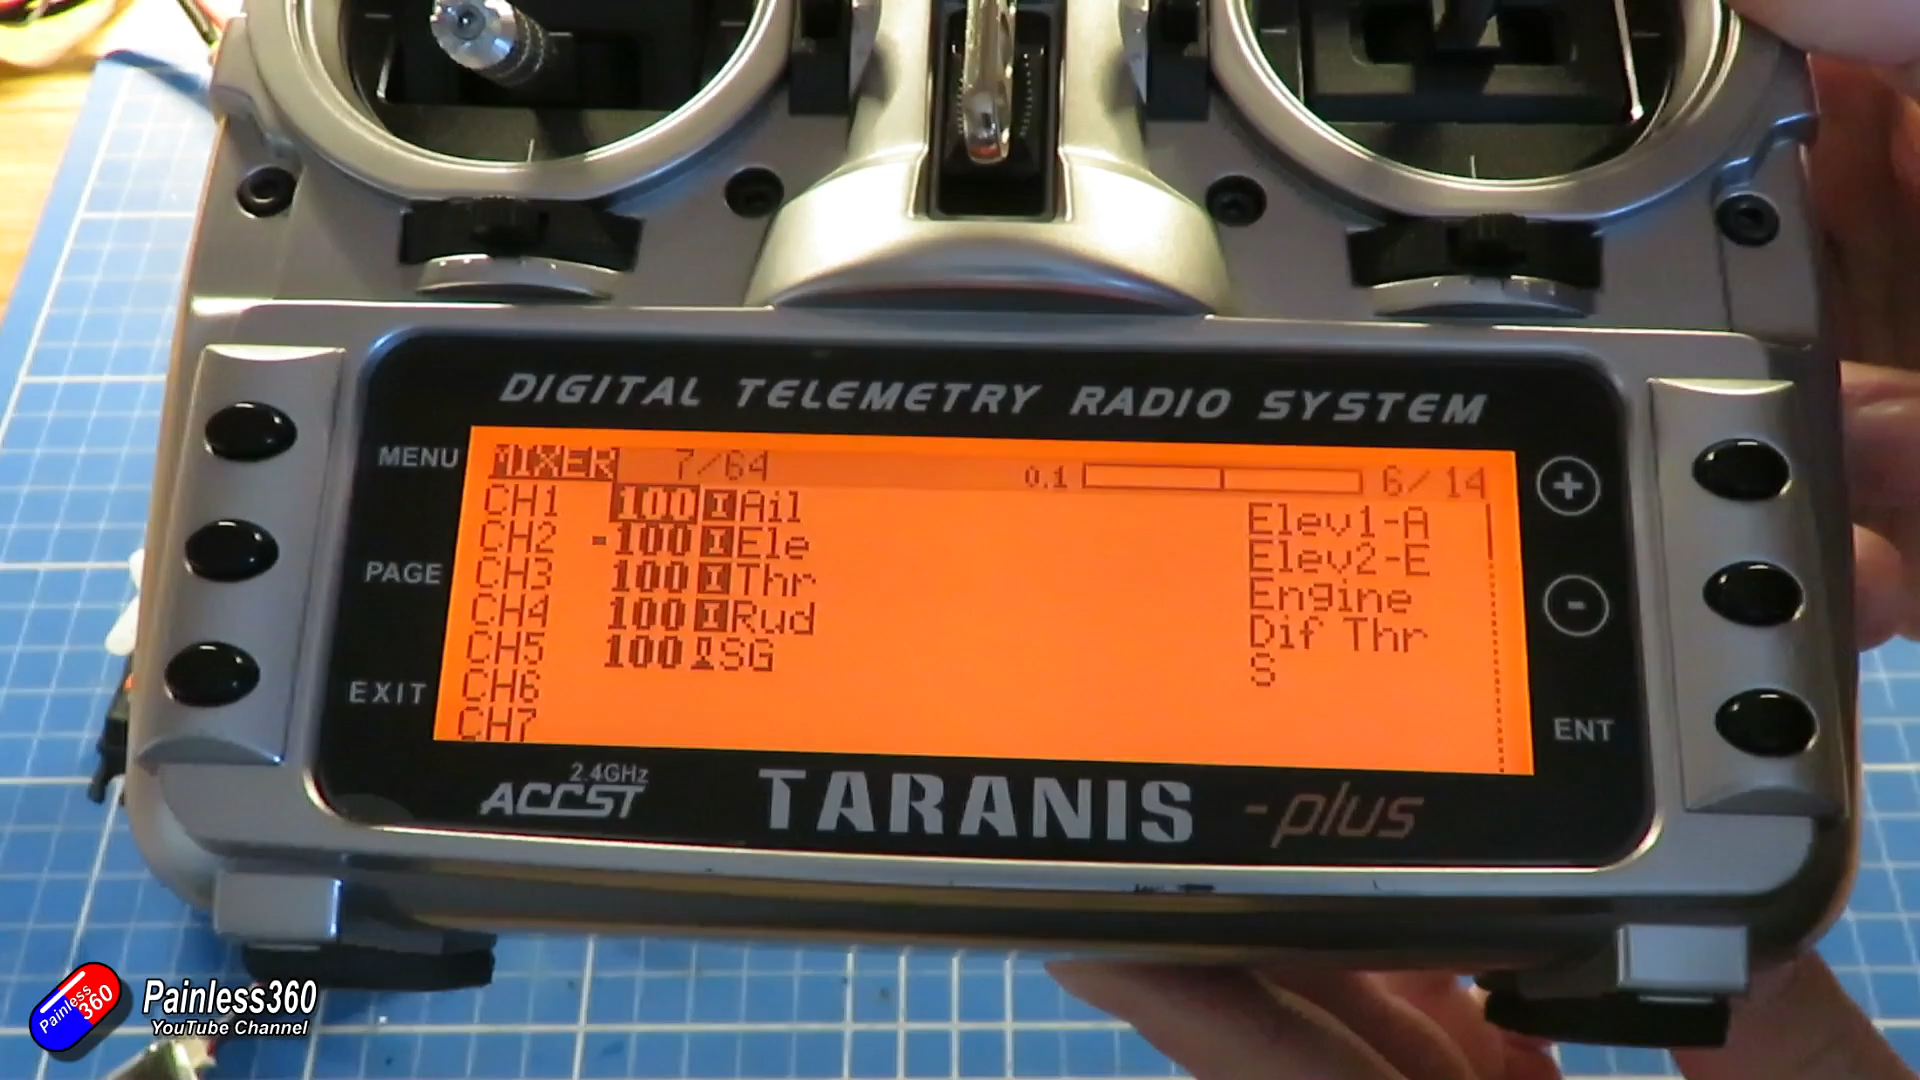 DIGITAL TELEMETRY RADIO SYSTEM
MENU
PAGE
EXIT
MIXER 7/64 0.1 6/14
CH1 100 I Ail Elev1-A
CH2 -100 I Ele Elev2-E
CH3 100 I Thr Engine
CH4 100 I Rud Dif Thr
CH5 100 SG S
CH6
CH7
+
-
ENT
2.4GHz
ACCST
TARANIS -plus
Painless 360
Painless360
YouTube Channel